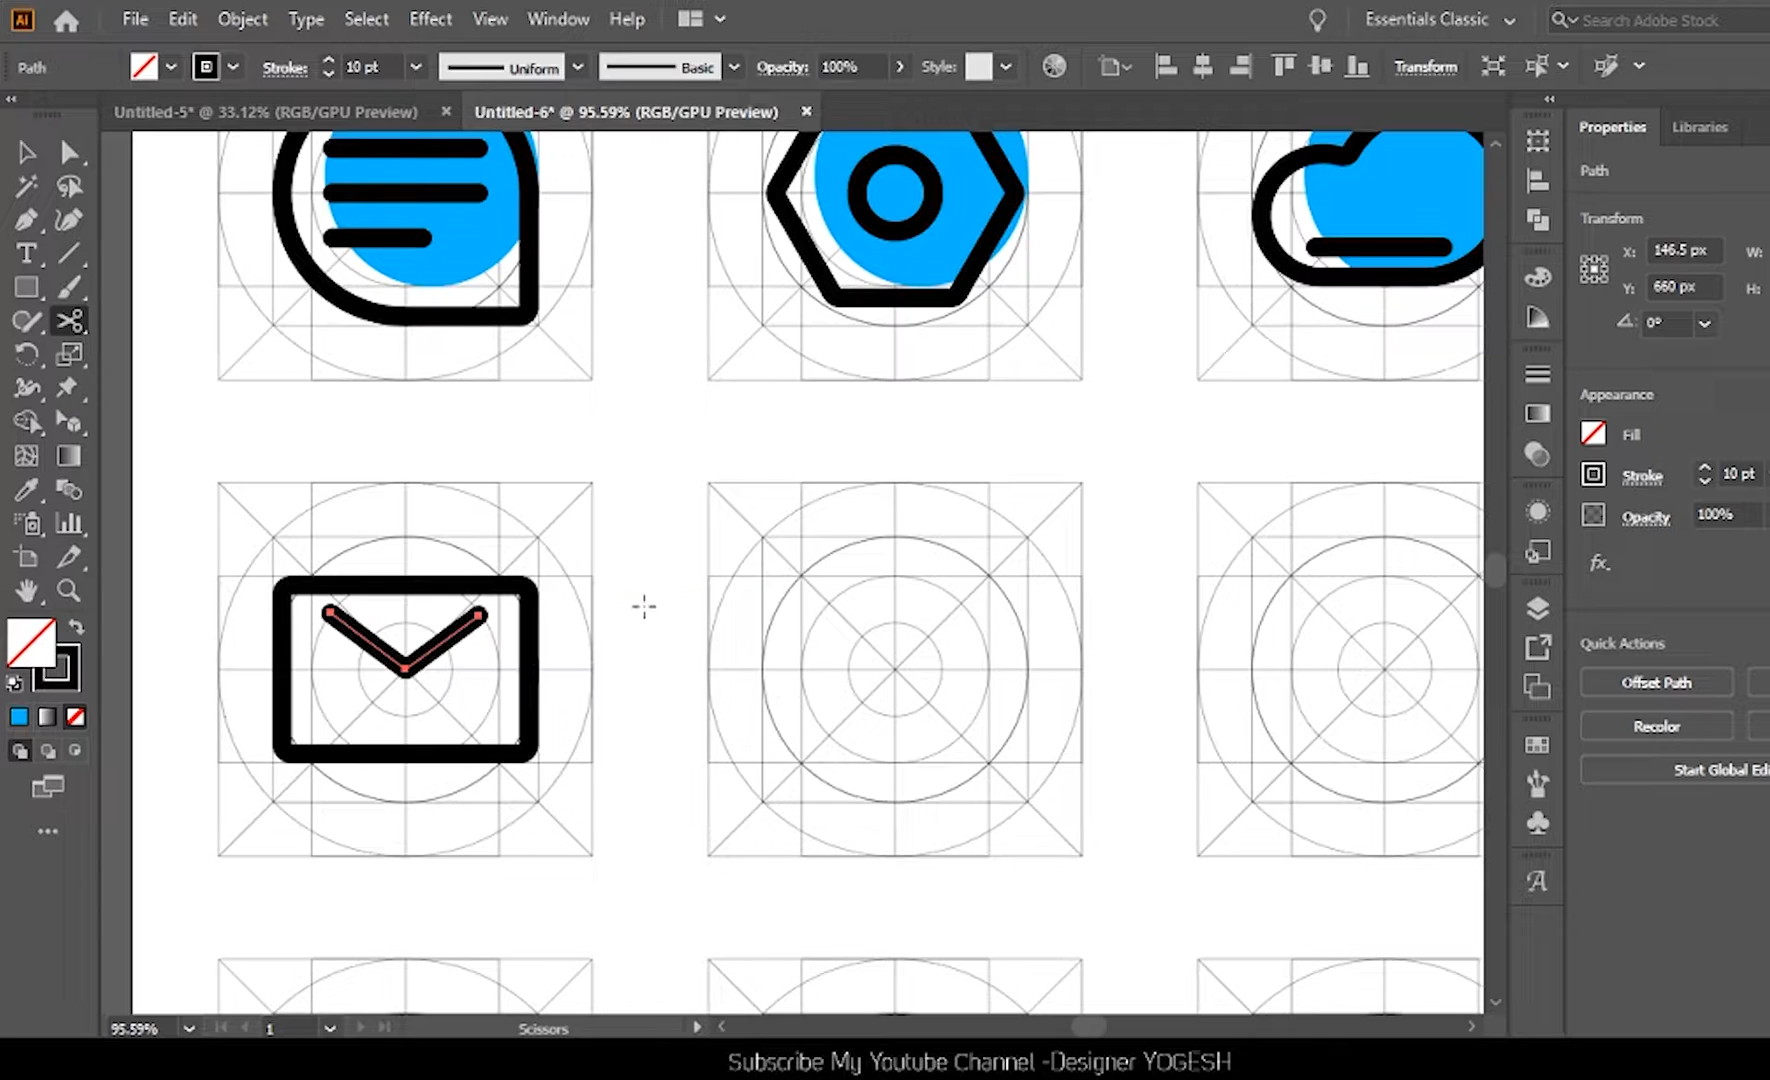 Ai File Edit Object Type Select Effect View Window Help Essentials Classic Search Adobe Stock
Path Stroke: 10 pt Uniform Basic Opacity: 100% Style: Transform
Untitled-5* @ 33.12% (RGB/GPU Preview) Untitled-6* @ 95.59% (RGB/GPU Preview)
Properties Libraries
Path
Transform
X: 146.5 px W:
Y: 660 px H:
0°
Appearance
Fill
Stroke 10 pt
Opacity 100%
fx.
Quick Actions
Offset Path
Recolor
Start Global Edi
95.59% 1 Scissors
Subscribe My Youtube Channel -Designer YOGESH